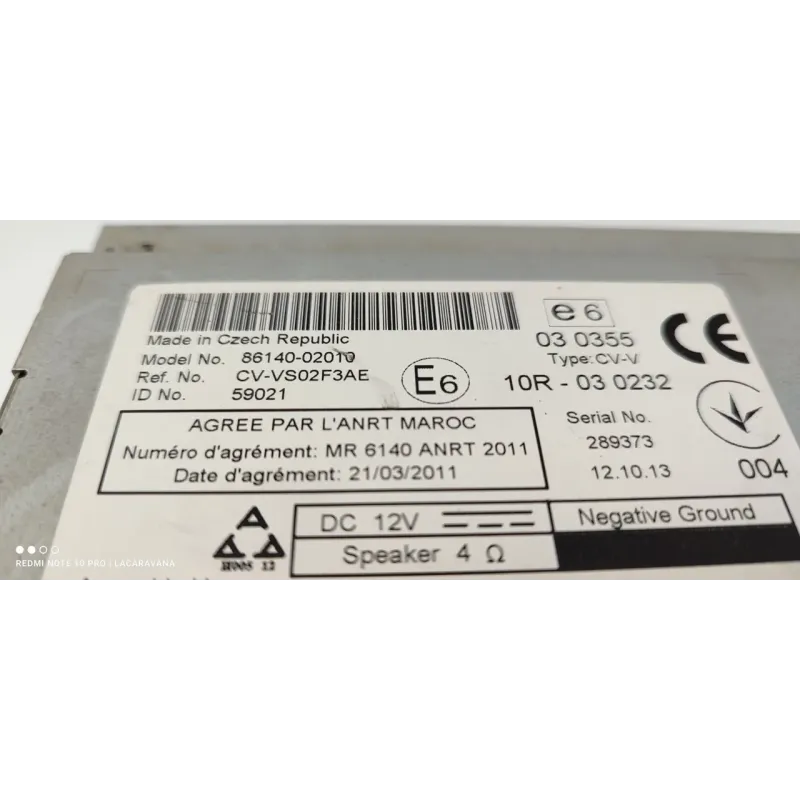 Made in Czech Republic
Model No. 86140-02010
Ref. No. CV-VS02F3AE
ID No. 59021
E6
e6
03 0355
Type: CV-V
10R - 03 0232
CE
AGREE PAR L'ANRT MAROC
Numéro d'agrément: MR 6140 ANRT 2011
Date d'agrément: 21/03/2011
Serial No.
289373
12.10.13
004
DC 12V
Negative Ground
Speaker 4 Ω
H005 12
REDMI NOTE 10 PRO | LACARAVANA